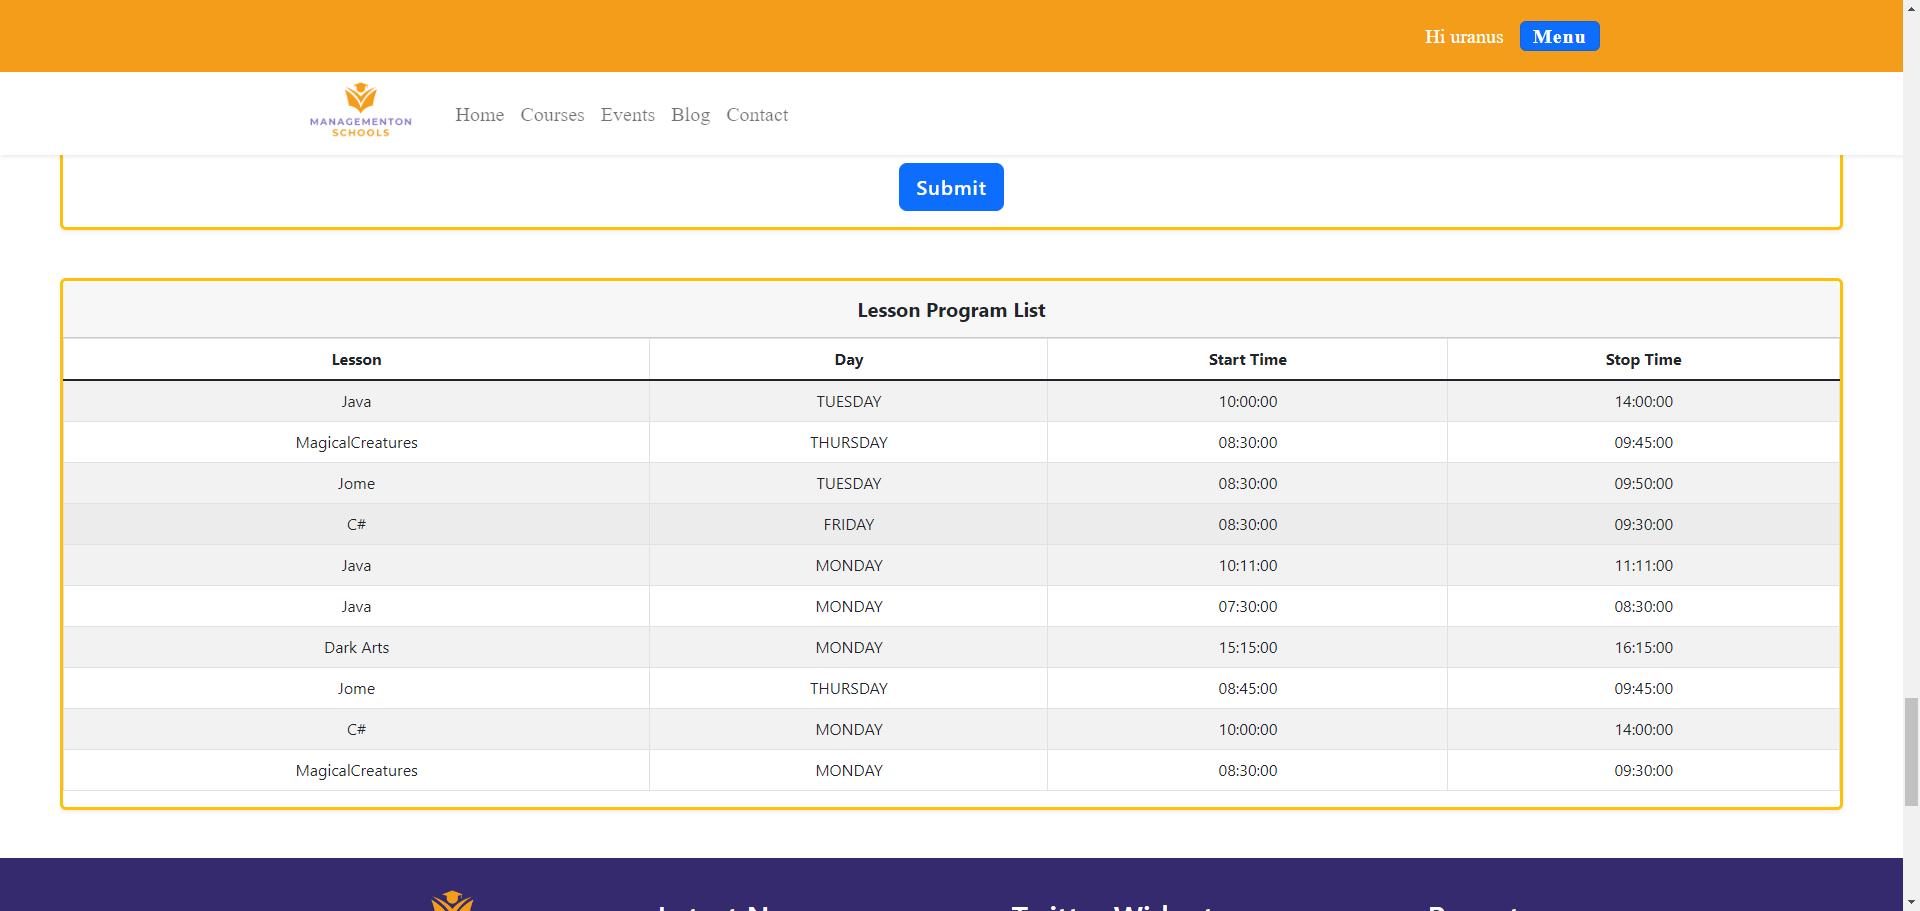 Hi uranus Menu
MANAGEMENTON
SCHOOLS
Home Courses Events Blog Contact
Submit
Lesson Program List
Lesson Day Start Time Stop Time
Java TUESDAY 10:00:00 14:00:00
MagicalCreatures THURSDAY 08:30:00 09:45:00
Jome TUESDAY 08:30:00 09:50:00
C# FRIDAY 08:30:00 09:30:00
Java MONDAY 10:11:00 11:11:00
Java MONDAY 07:30:00 08:30:00
Dark Arts MONDAY 15:15:00 16:15:00
Jome THURSDAY 08:45:00 09:45:00
C# MONDAY 10:00:00 14:00:00
MagicalCreatures MONDAY 08:30:00 09:30:00